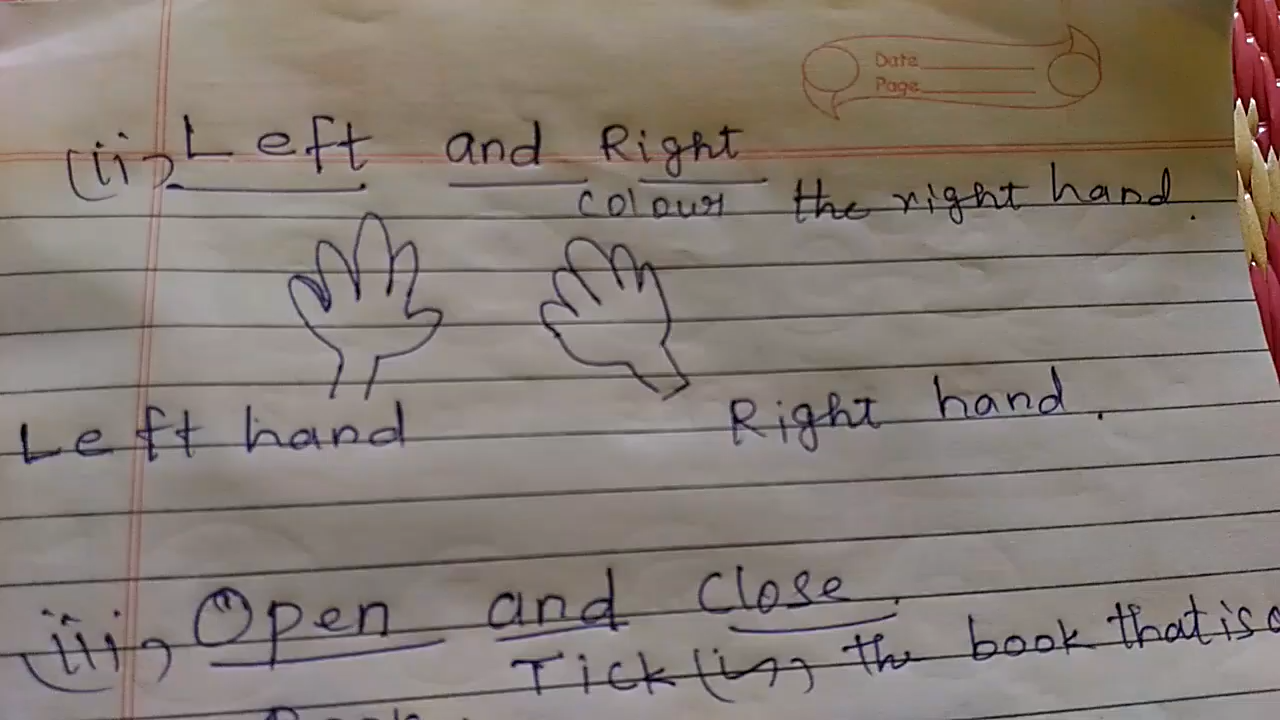 Date
Page
(ii) Left and Right
Colour the right hand.
Left hand
Right hand.
(iii) Open and Close.
Tick (✓) the book that is